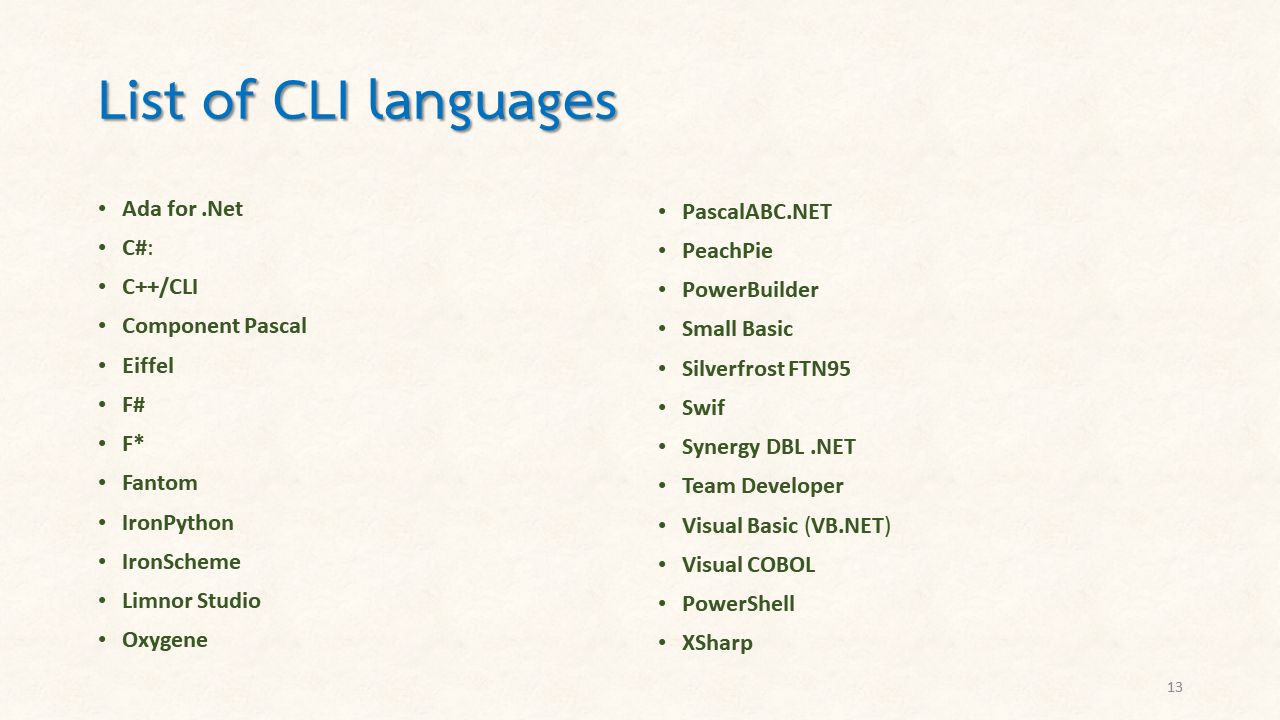 List of CLI languages
• Ada for .Net
• C#:
• C++/CLI
• Component Pascal
• Eiffel
• F#
• F*
• Fantom
• IronPython
• IronScheme
• Limnor Studio
• Oxygene
• PascalABC.NET
• PeachPie
• PowerBuilder
• Small Basic
• Silverfrost FTN95
• Swif
• Synergy DBL .NET
• Team Developer
• Visual Basic (VB.NET)
• Visual COBOL
• PowerShell
• XSharp
13